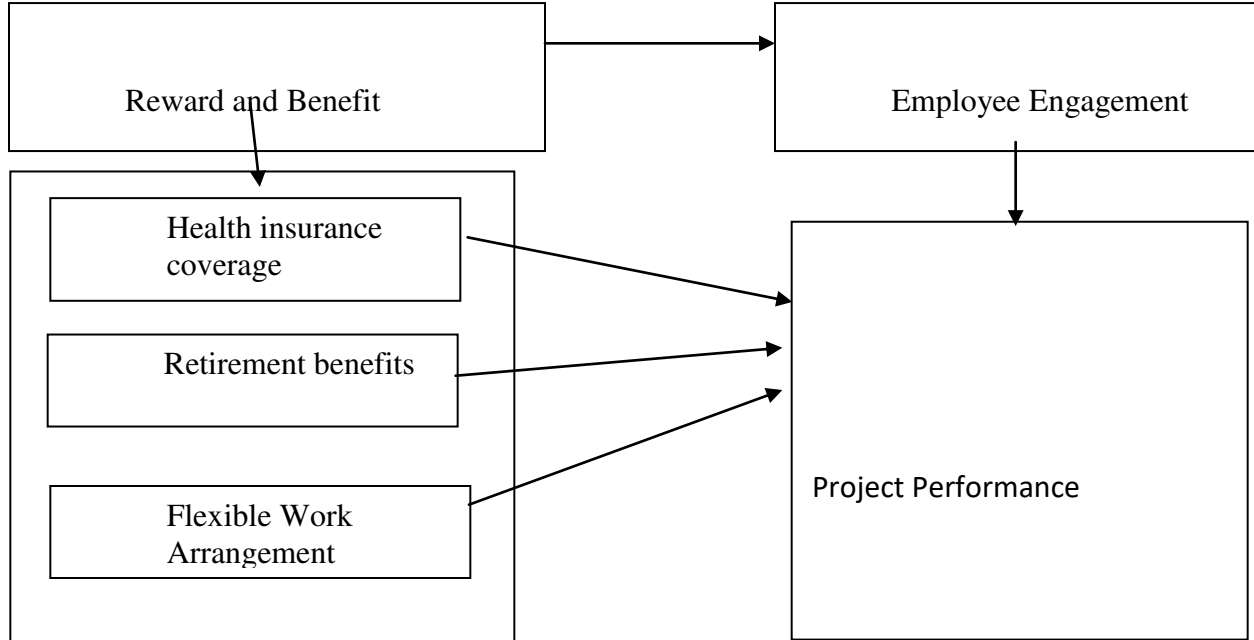 Reward and Benefit
Employee Engagement
Health insurance
coverage
Retirement benefits
Flexible Work
Arrangement
Project Performance